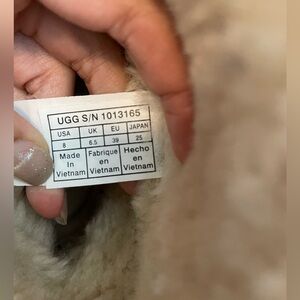 UGG S/N 1013165
USA UK EU JAPAN
8 6.5 39 25
Made Fabrique Hecho
In en en
Vietnam Vietnam Vietnam